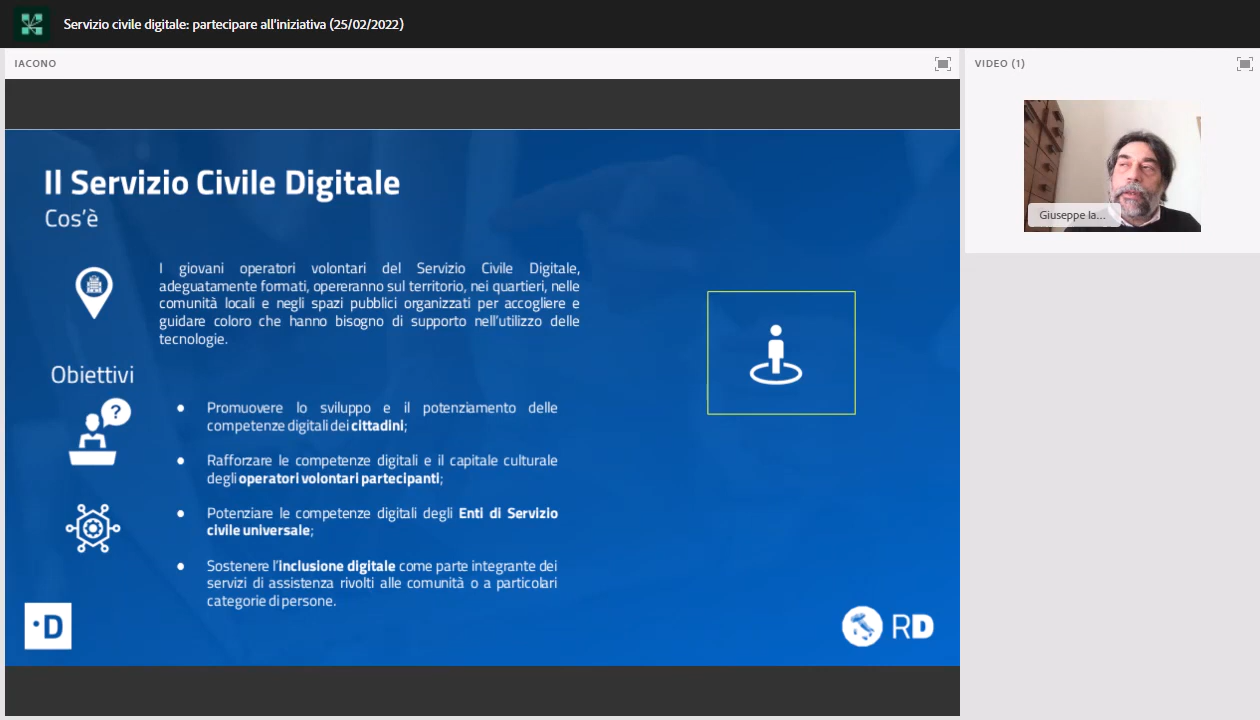 Servizio civile digitale: partecipare all'iniziativa (25/02/2022)
IACONO
VIDEO (1)
Giuseppe Ia...
Il Servizio Civile Digitale
Cos'è
I giovani operatori volontari del Servizio Civile Digitale,
adeguatamente formati, opereranno sul territorio, nei quartieri, nelle
comunità locali e negli spazi pubblici organizzati per accogliere e
guidare coloro che hanno bisogno di supporto nell'utilizzo delle
tecnologie.
Obiettivi
?
● Promuovere lo sviluppo e il potenziamento delle
competenze digitali dei cittadini;
● Rafforzare le competenze digitali e il capitale culturale
degli operatori volontari partecipanti;
● Potenziare le competenze digitali degli Enti di Servizio
civile universale;
● Sostenere l'inclusione digitale come parte integrante dei
servizi di assistenza rivolti alle comunità o a particolari
categorie di persone.
·D
RD